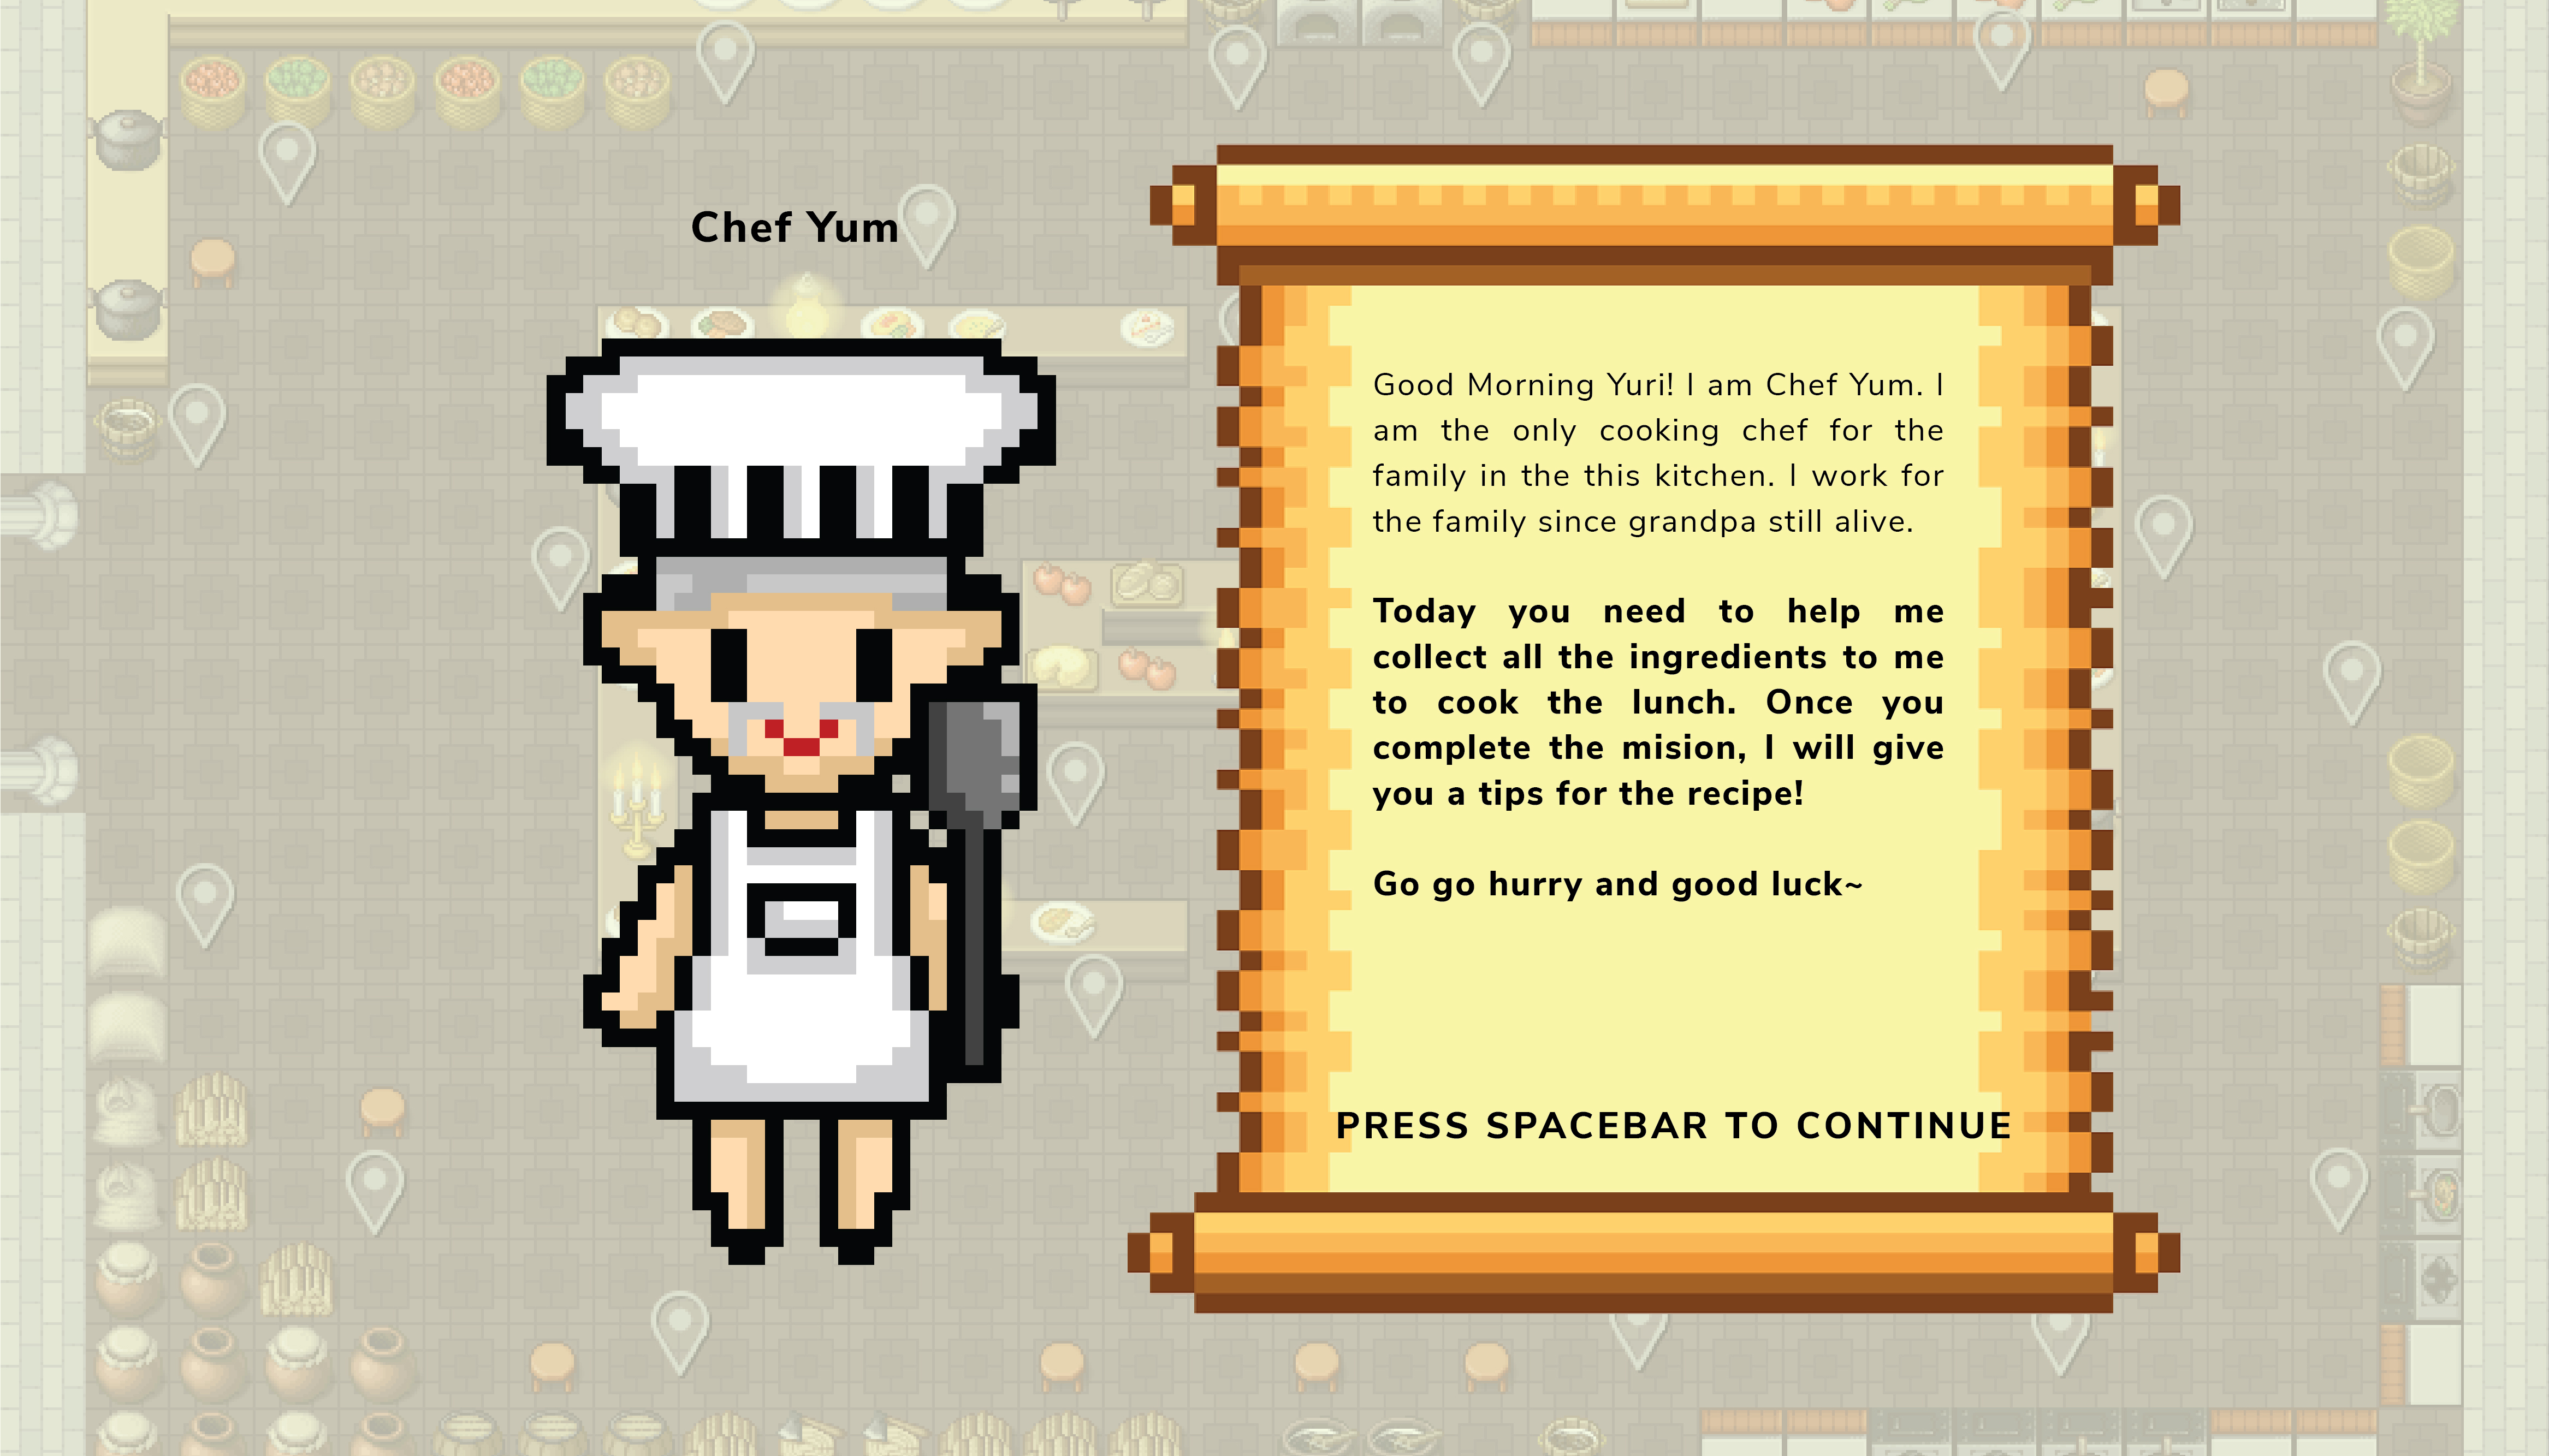 Chef Yum
Good Morning Yuri! I am Chef Yum. I
am the only cooking chef for the
family in the this kitchen. I work for
the family since grandpa still alive.
Today you need to help me
collect all the ingredients to me
to cook the lunch. Once you
complete the mision, I will give
you a tips for the recipe!
Go go hurry and good luck~
PRESS SPACEBAR TO CONTINUE